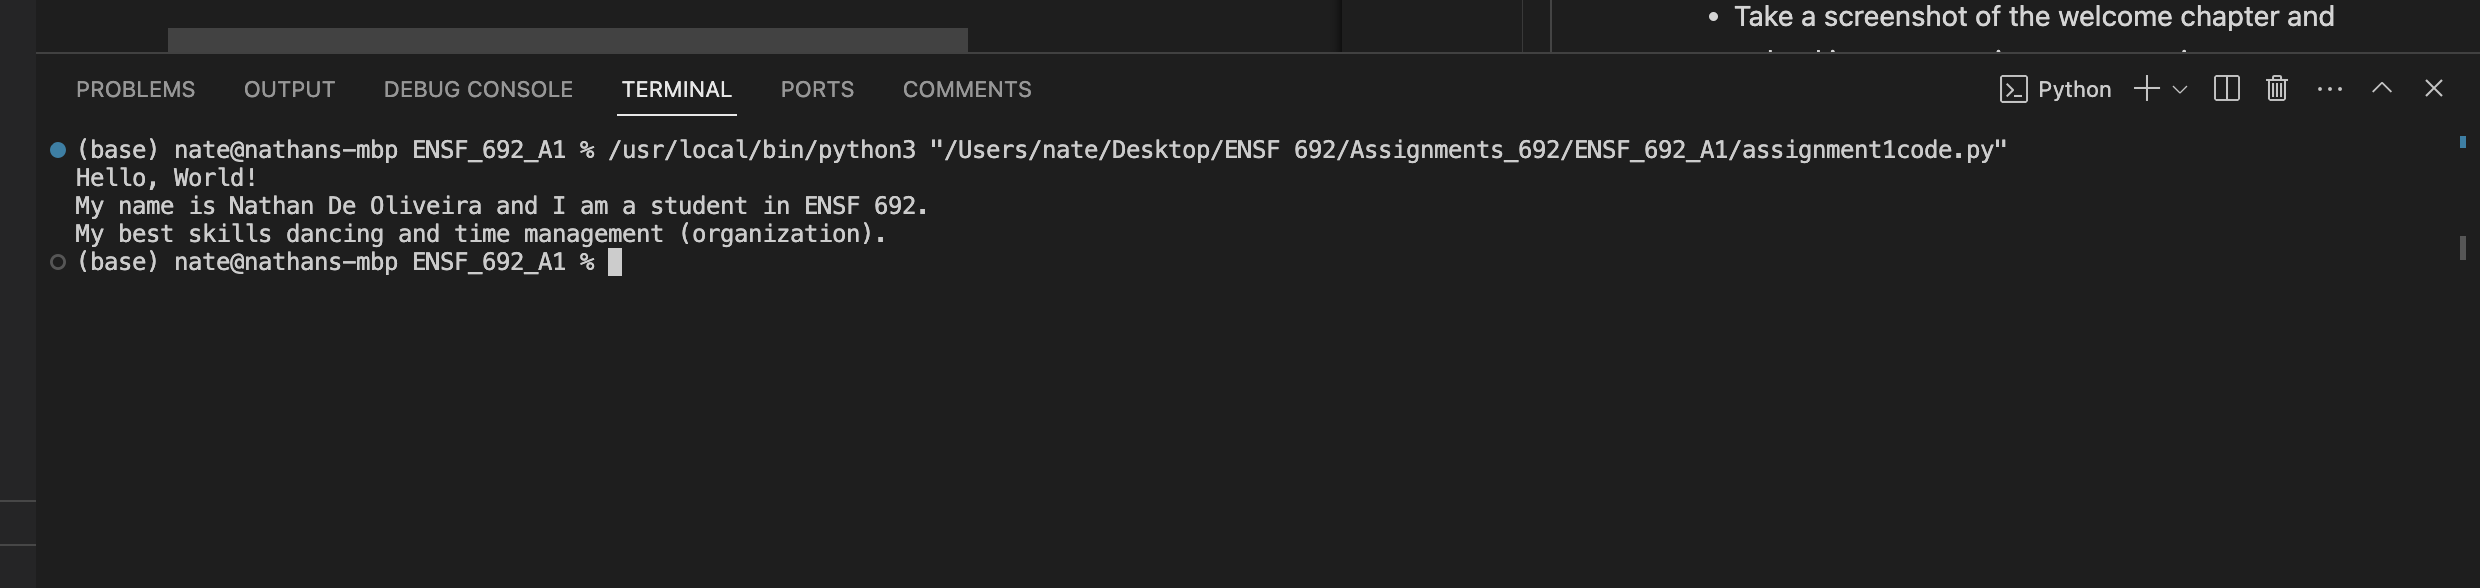 • Take a screenshot of the welcome chapter and
PROBLEMS OUTPUT DEBUG CONSOLE TERMINAL PORTS COMMENTS Python
(base) nate@nathans-mbp ENSF_692_A1 % /usr/local/bin/python3 "/Users/nate/Desktop/ENSF 692/Assignments_692/ENSF_692_A1/assignment1code.py"
Hello, World!
My name is Nathan De Oliveira and I am a student in ENSF 692.
My best skills dancing and time management (organization).
(base) nate@nathans-mbp ENSF_692_A1 %